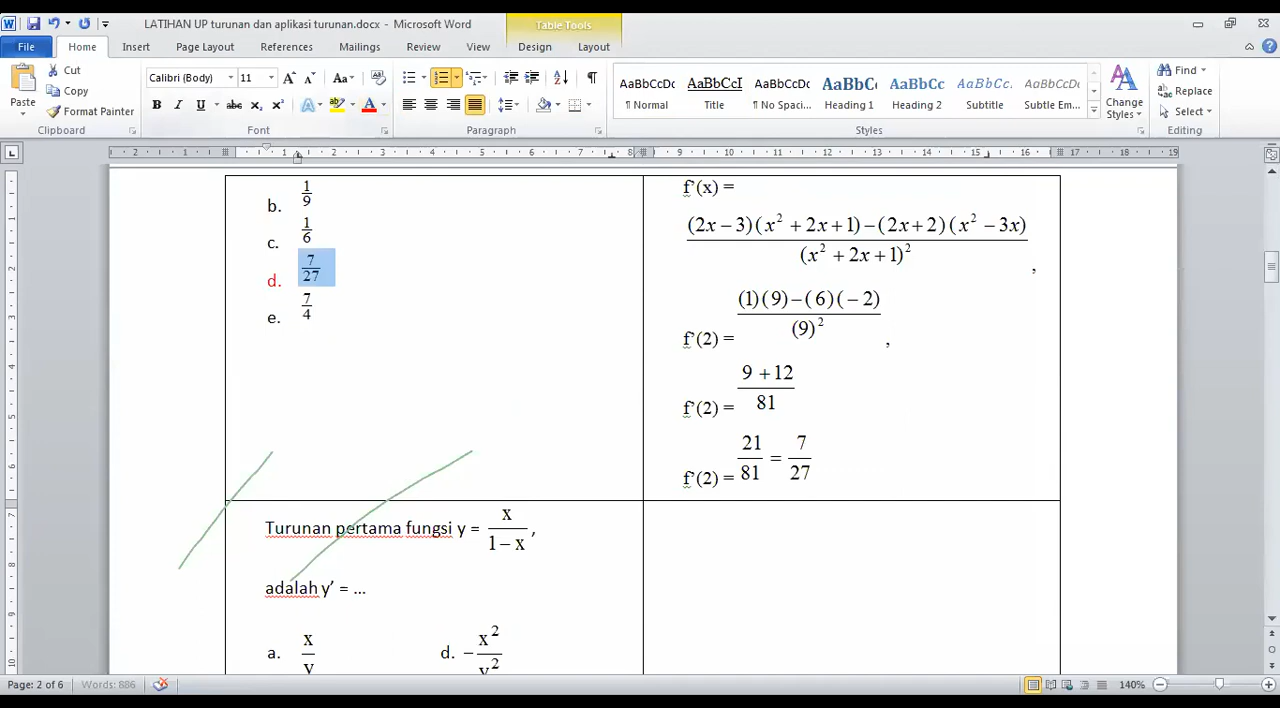 LATIHAN UP turunan dan aplikasi turunan.docx - Microsoft Word
Table Tools
File Home Insert Page Layout References Mailings Review View Design Layout
Paste
Cut
Copy
Format Painter
Clipboard
Calibri (Body) 11
Font
Paragraph
AaBbCcDc AaBbCcI AaBbCcDc AaBbCc AaBbCc AaBbCcI AaBbCcDc
¶ Normal Title ¶ No Spacin... Heading 1 Heading 2 Subtitle Subtle Em...
Styles
Change Styles
Find
Replace
Select
Editing
b. 1/9
c. 1/6
d. 7/27
e. 7/4
f'(x) =
((2x − 3)(x² + 2x + 1) − (2x + 2)(x² − 3x)) / (x² + 2x + 1)² ,
f'(2) = ((1)(9) − (6)(−2)) / (9)² ,
f'(2) = (9 + 12) / 81
f'(2) = 21/81 = 7/27
Turunan pertama fungsi y = x / (1 − x) ,
adalah y' = ...
a. x/y d. − x²/y²
Page: 2 of 6 Words: 886 140%